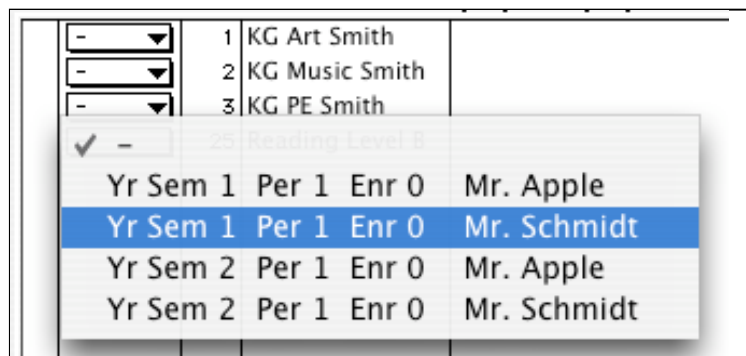 - 1 KG Art Smith
- 2 KG Music Smith
- 3 KG PE Smith
✓ - 25 Reading Level B
Yr Sem 1 Per 1 Enr 0 Mr. Apple
Yr Sem 1 Per 1 Enr 0 Mr. Schmidt
Yr Sem 2 Per 1 Enr 0 Mr. Apple
Yr Sem 2 Per 1 Enr 0 Mr. Schmidt